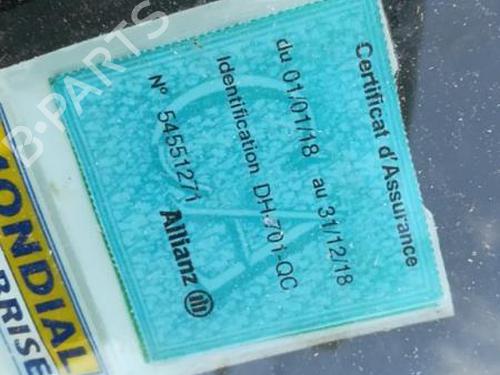 Certificat d'Assurance
du 01/01/18 au 31/12/18
Identification DH-701-QC
N° 54551271
Allianz
MONDIAL
BRISE
B-PARTS